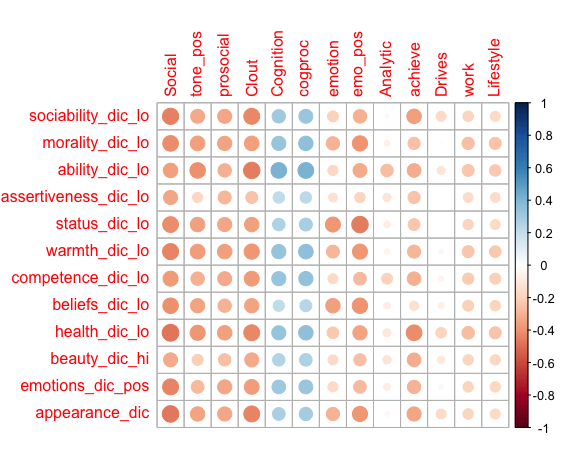 Social
tone_pos
prosocial
Clout
Cognition
cogproc
emotion
emo_pos
Analytic
achieve
Drives
work
Lifestyle
sociability_dic_lo
morality_dic_lo
ability_dic_lo
assertiveness_dic_lo
status_dic_lo
warmth_dic_lo
competence_dic_lo
beliefs_dic_lo
health_dic_lo
beauty_dic_hi
emotions_dic_pos
appearance_dic
1
0.8
0.6
0.4
0.2
0
-0.2
-0.4
-0.6
-0.8
-1